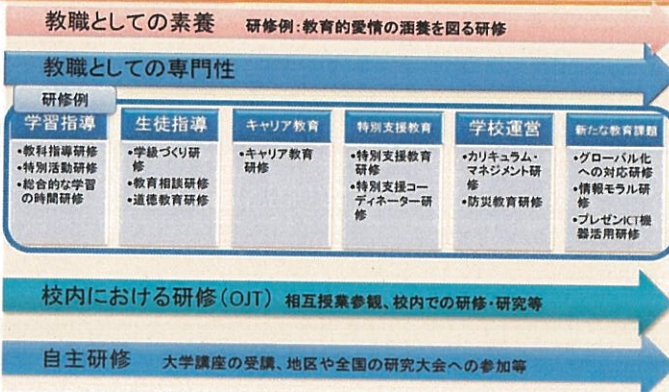 教職としての素養 研修例:教育的愛情の涵養を図る研修
教職としての専門性
研修例
学習指導
•教科指導研修
•特別活動研修
•総合的な学習
の時間研修
生徒指導
•学級づくり研
修
•教育相談研修
•道徳教育研修
キャリア教育
•キャリア教育
研修
特別支援教育
•特別支援教育
研修
•特別支援コー
ディネーター研
修
学校運営
•カリキュラム・
マネジメント研
修
•防災教育研修
新たな教育課題
•グローバル化
への対応研修
•情報モラル研
修
•プレゼンICT機
器活用研修
校内における研修(OJT) 相互授業参観、校内での研修・研究等
自主研修 大学講座の受講、地区や全国の研究大会への参加等